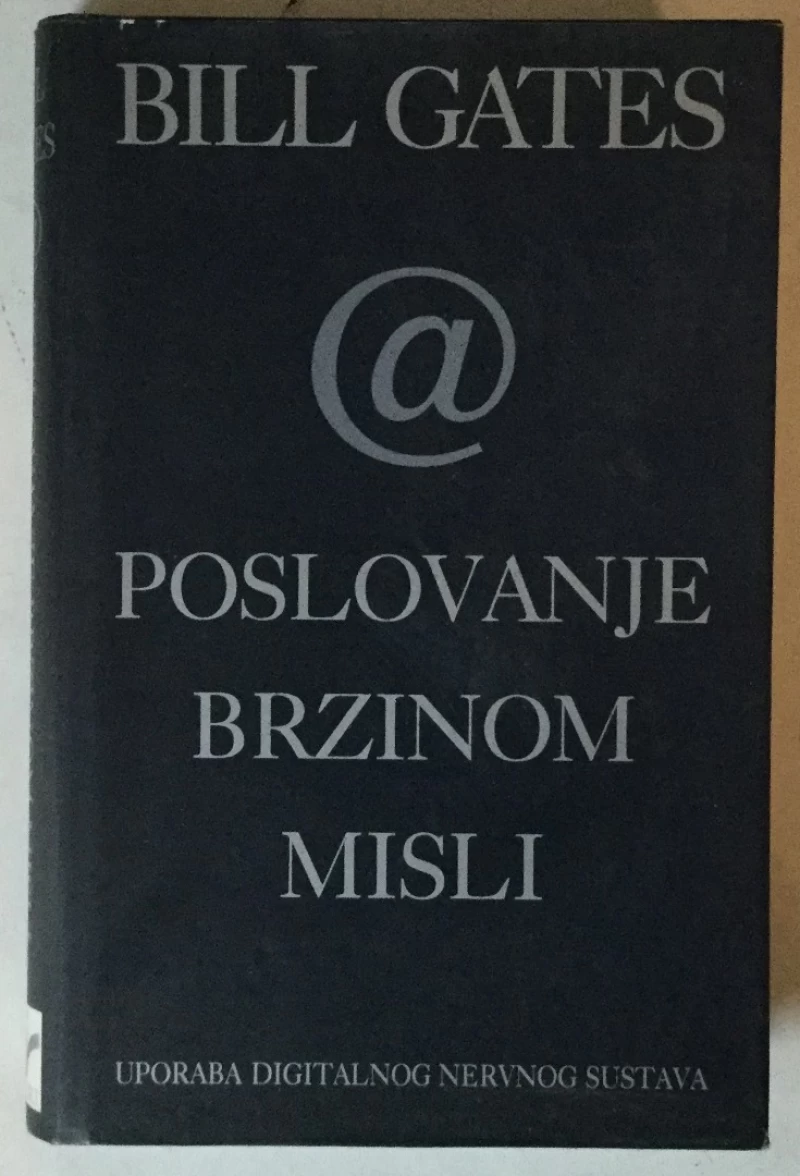 BILL GATES
@
POSLOVANJE
BRZINOM
MISLI
UPORABA DIGITALNOG NERVNOG SUSTAVA